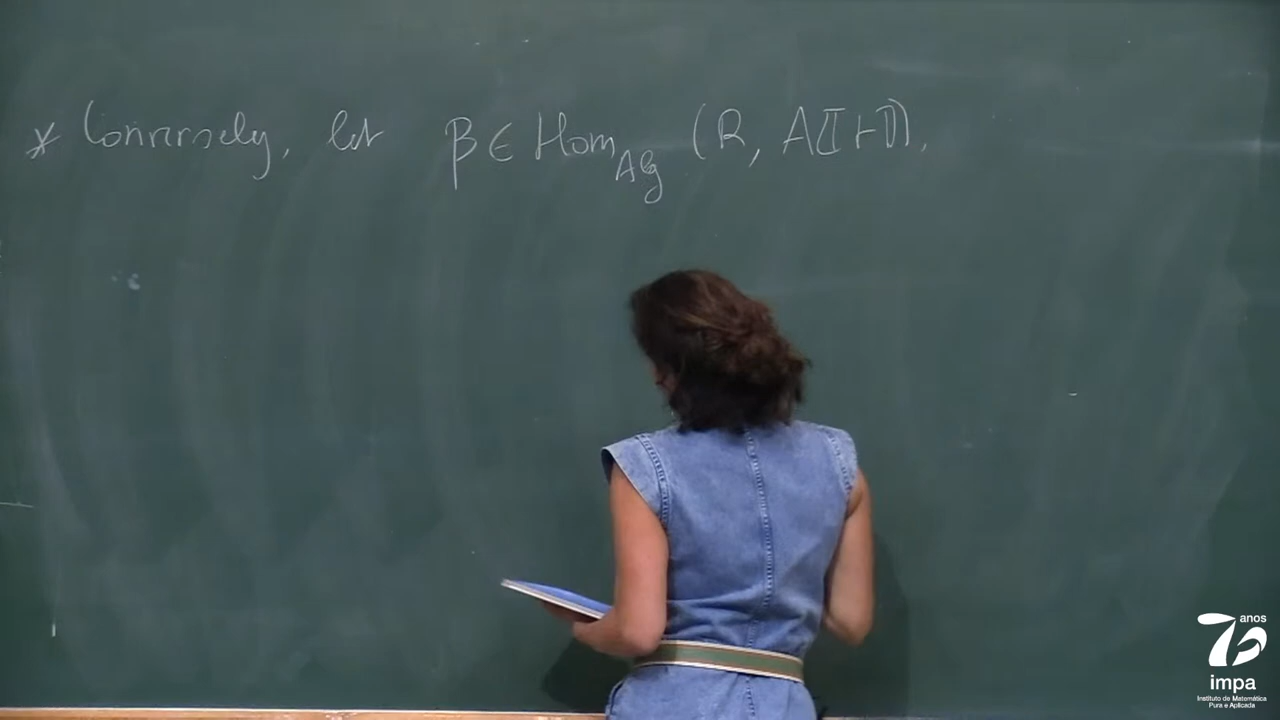 * Conversely, let β ∈ Hom_Alg (R, A⟦t⟧).
75 anos
impa
Instituto de Matemática
Pura e Aplicada